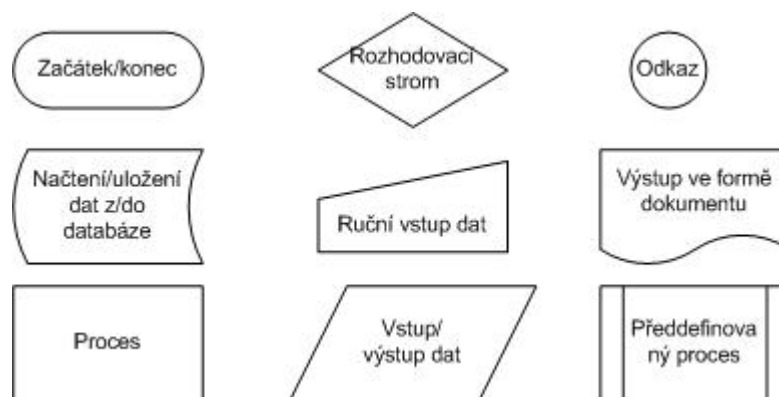 Začátek/konec
Rozhodovací
strom
Odkaz
Načtení/uložení
dat z/do
databáze
Ruční vstup dat
Výstup ve formě
dokumentu
Proces
Vstup/
výstup dat
Předdefinova
ný proces